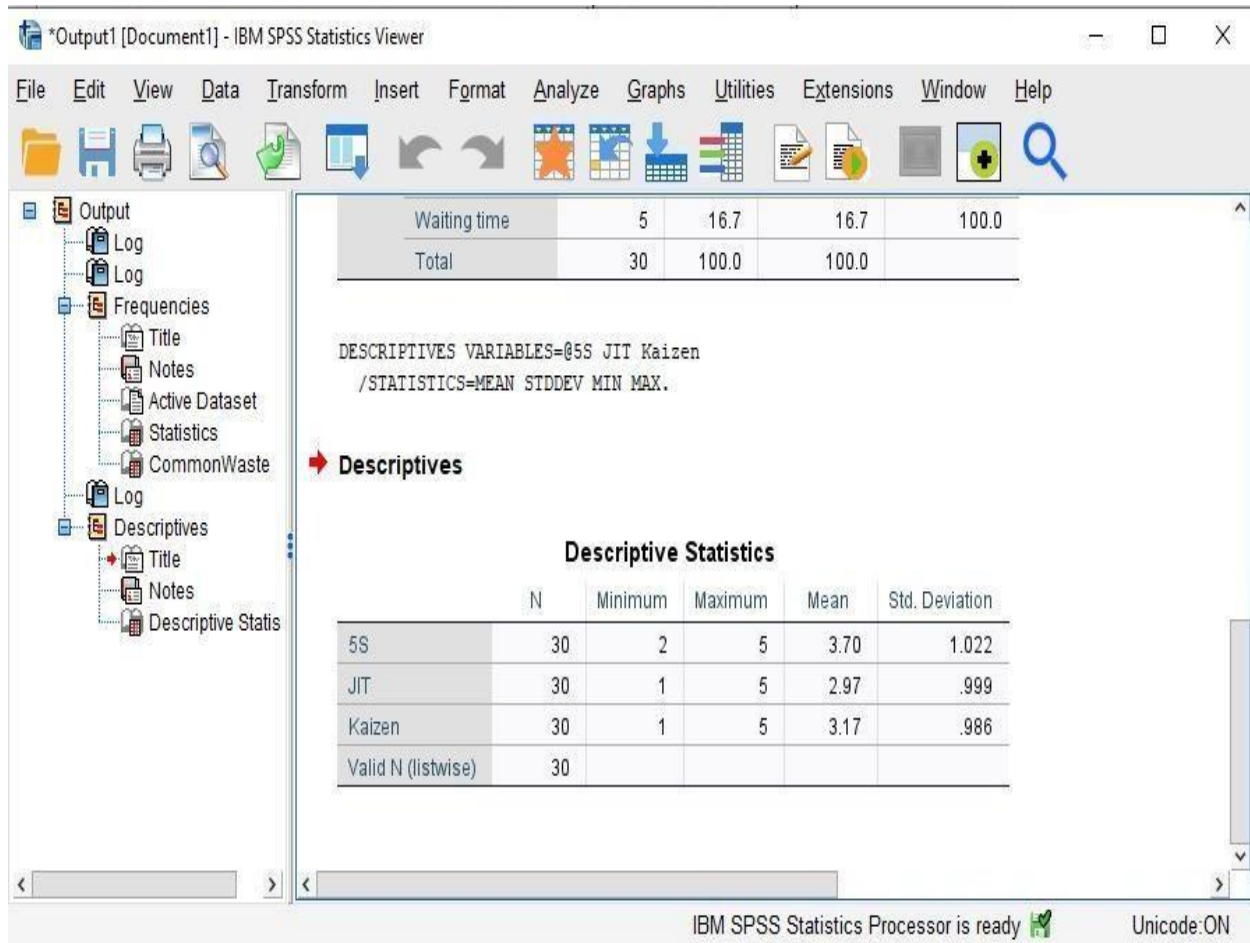 *Output1 [Document1] - IBM SPSS Statistics Viewer
File Edit View Data Transform Insert Format Analyze Graphs Utilities Extensions Window Help
Output
Log
Log
Frequencies
Title
Notes
Active Dataset
Statistics
CommonWaste
Log
Descriptives
Title
Notes
Descriptive Statis
Waiting time 5 16.7 16.7 100.0
Total 30 100.0 100.0
DESCRIPTIVES VARIABLES=@5S JIT Kaizen
/STATISTICS=MEAN STDDEV MIN MAX.
Descriptives
Descriptive Statistics
N Minimum Maximum Mean Std. Deviation
5S 30 2 5 3.70 1.022
JIT 30 1 5 2.97 .999
Kaizen 30 1 5 3.17 .986
Valid N (listwise) 30
IBM SPSS Statistics Processor is ready Unicode:ON